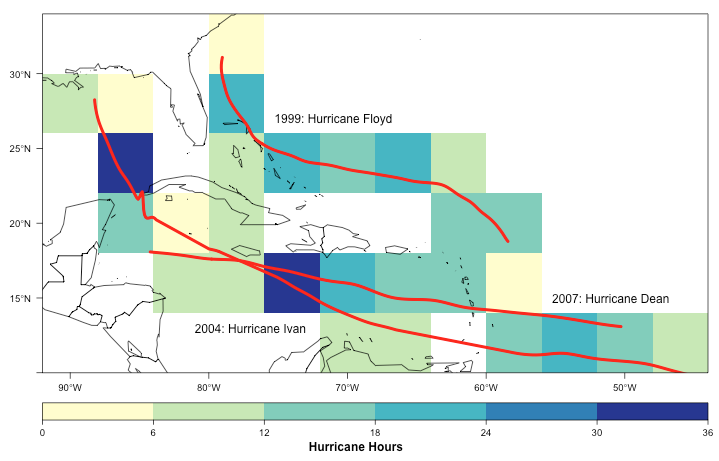 30°N
1999: Hurricane Floyd
25°N
20°N
2007: Hurricane Dean
15°N
2004: Hurricane Ivan
90°W 80°W 70°W 60°W 50°W
0 6 12 18 24 30 36
Hurricane Hours